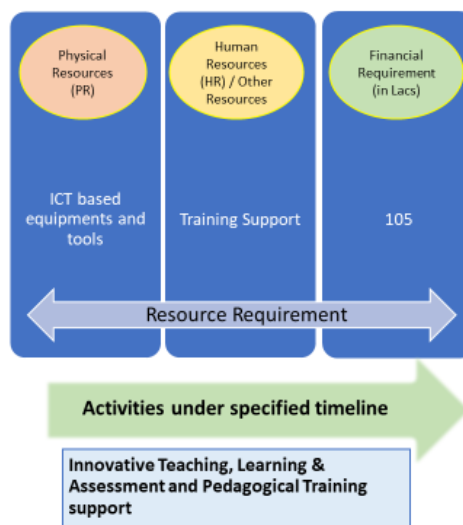 Physical
Resources
(PR)
Human
Resources
(HR) / Other
Resources
Financial
Requirement
(in Lacs)
ICT based
equipments and
tools
Training Support
105
Resource Requirement
Activities under specified timeline
Innovative Teaching, Learning &
Assessment and Pedagogical Training
support